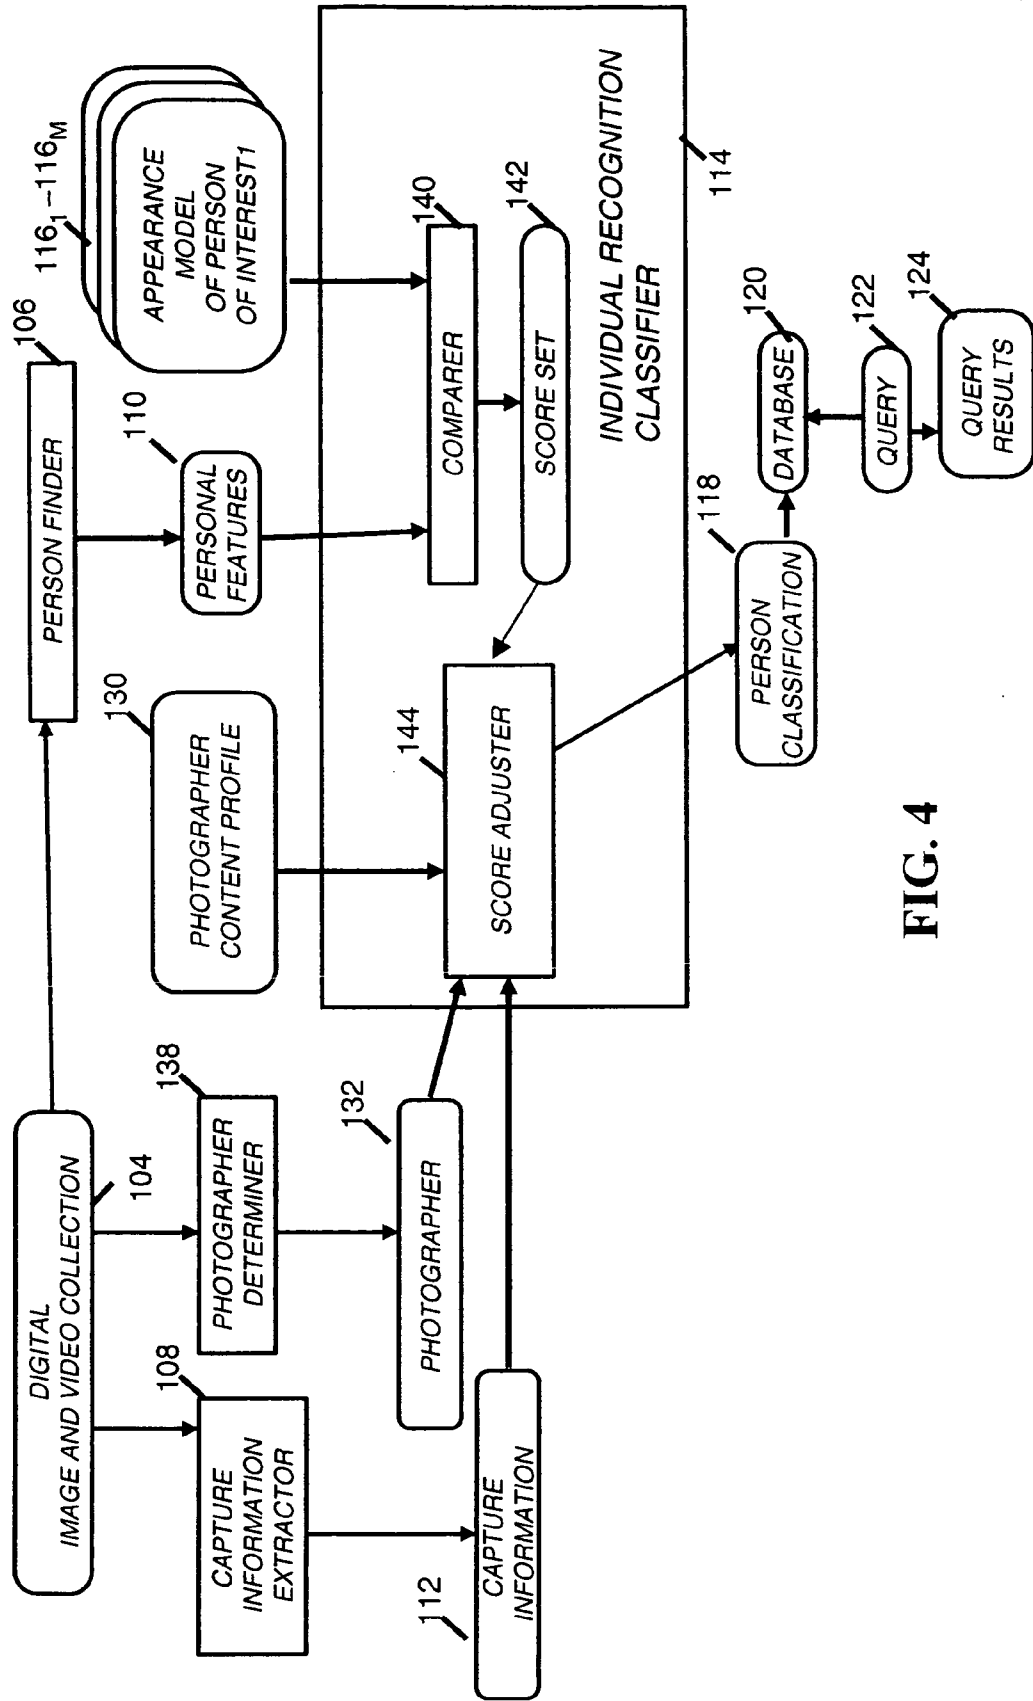 DIGITAL
IMAGE AND VIDEO COLLECTION
104
PERSON FINDER
106
116₁–116M
APPEARANCE
MODEL
OF PERSON
OF INTEREST1
CAPTURE
INFORMATION
EXTRACTOR
108
PHOTOGRAPHER
DETERMINER
138
PHOTOGRAPHER
CONTENT PROFILE
130
PERSONAL
FEATURES
110
PHOTOGRAPHER
132
CAPTURE
INFORMATION
112
SCORE ADJUSTER
144
COMPARER
140
SCORE SET
142
INDIVIDUAL RECOGNITION
CLASSIFIER
114
PERSON
CLASSIFICATION
118
DATABASE
120
QUERY
122
QUERY
RESULTS
124
FIG. 4